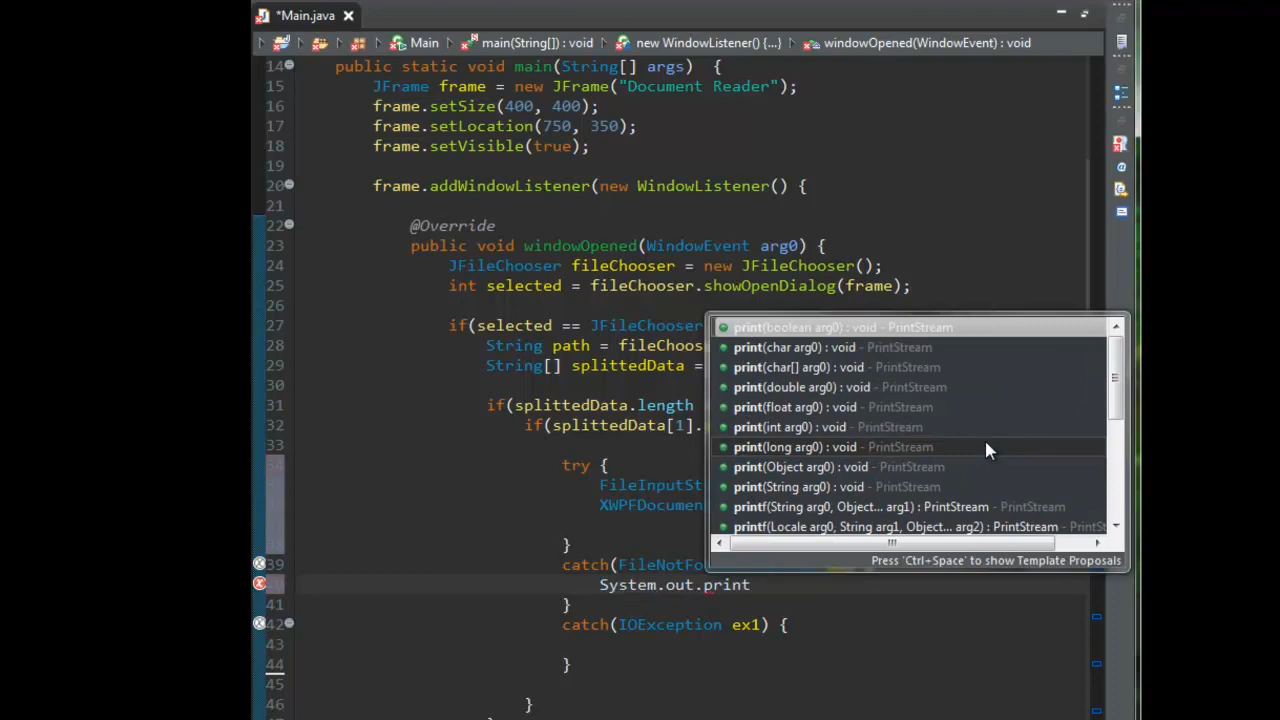 *Main.java
Main main(String[] args) : void new WindowListener() {...} windowOpened(WindowEvent) : void
14 public static void main(String[] args) {
15 JFrame frame = new JFrame("Document Reader");
16 frame.setSize(400, 400);
17 frame.setLocation(750, 350);
18 frame.setVisible(true);
19
20 frame.addWindowListener(new WindowListener() {
21
22 @Override
23 public void windowOpened(WindowEvent arg0) {
24 JFileChooser fileChooser = new JFileChooser();
25 int selected = fileChooser.showOpenDialog(frame);
26
27 if(selected == JFileChooser
print(boolean arg0) : void - PrintStream
28 String path = fileChoos
print(char arg0) : void - PrintStream
29 String[] splittedData =
print(char[] arg0) : void - PrintStream
30
print(double arg0) : void - PrintStream
31 if(splittedData.length
print(float arg0) : void - PrintStream
32 if(splittedData[1].
print(int arg0) : void - PrintStream
33
print(long arg0) : void - PrintStream
try {
print(Object arg0) : void - PrintStream
FileInputSt
print(String arg0) : void - PrintStream
XWPFDocumen
printf(String arg0, Object... arg1) : PrintStream - PrintStream
printf(Locale arg0, String arg1, Object... arg2) : PrintStream - PrintS
}
Press 'Ctrl+Space' to show Template Proposals
39 catch(FileNotFo
System.out.print
41 }
42 catch(IOException ex1) {
43
44 }
45
46 }